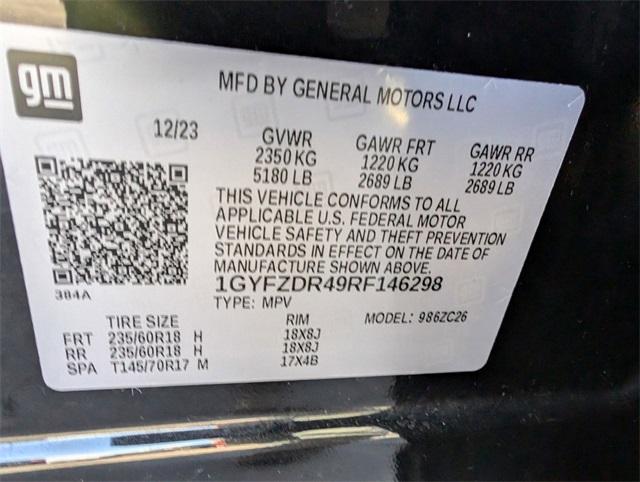 gm
MFD BY GENERAL MOTORS LLC
12/23
GVWR GAWR FRT GAWR RR
2350 KG 1220 KG 1220 KG
5180 LB 2689 LB 2689 LB
THIS VEHICLE CONFORMS TO ALL
APPLICABLE U.S. FEDERAL MOTOR
VEHICLE SAFETY AND THEFT PREVENTION
STANDARDS IN EFFECT ON THE DATE OF
MANUFACTURE SHOWN ABOVE.
384A
1GYFZDR49RF146298
TYPE: MPV MODEL: 986ZC26
TIRE SIZE RIM
FRT 235/60R18 H 18X8J
RR 235/60R18 H 18X8J
SPA T145/70R17 M 17X4B